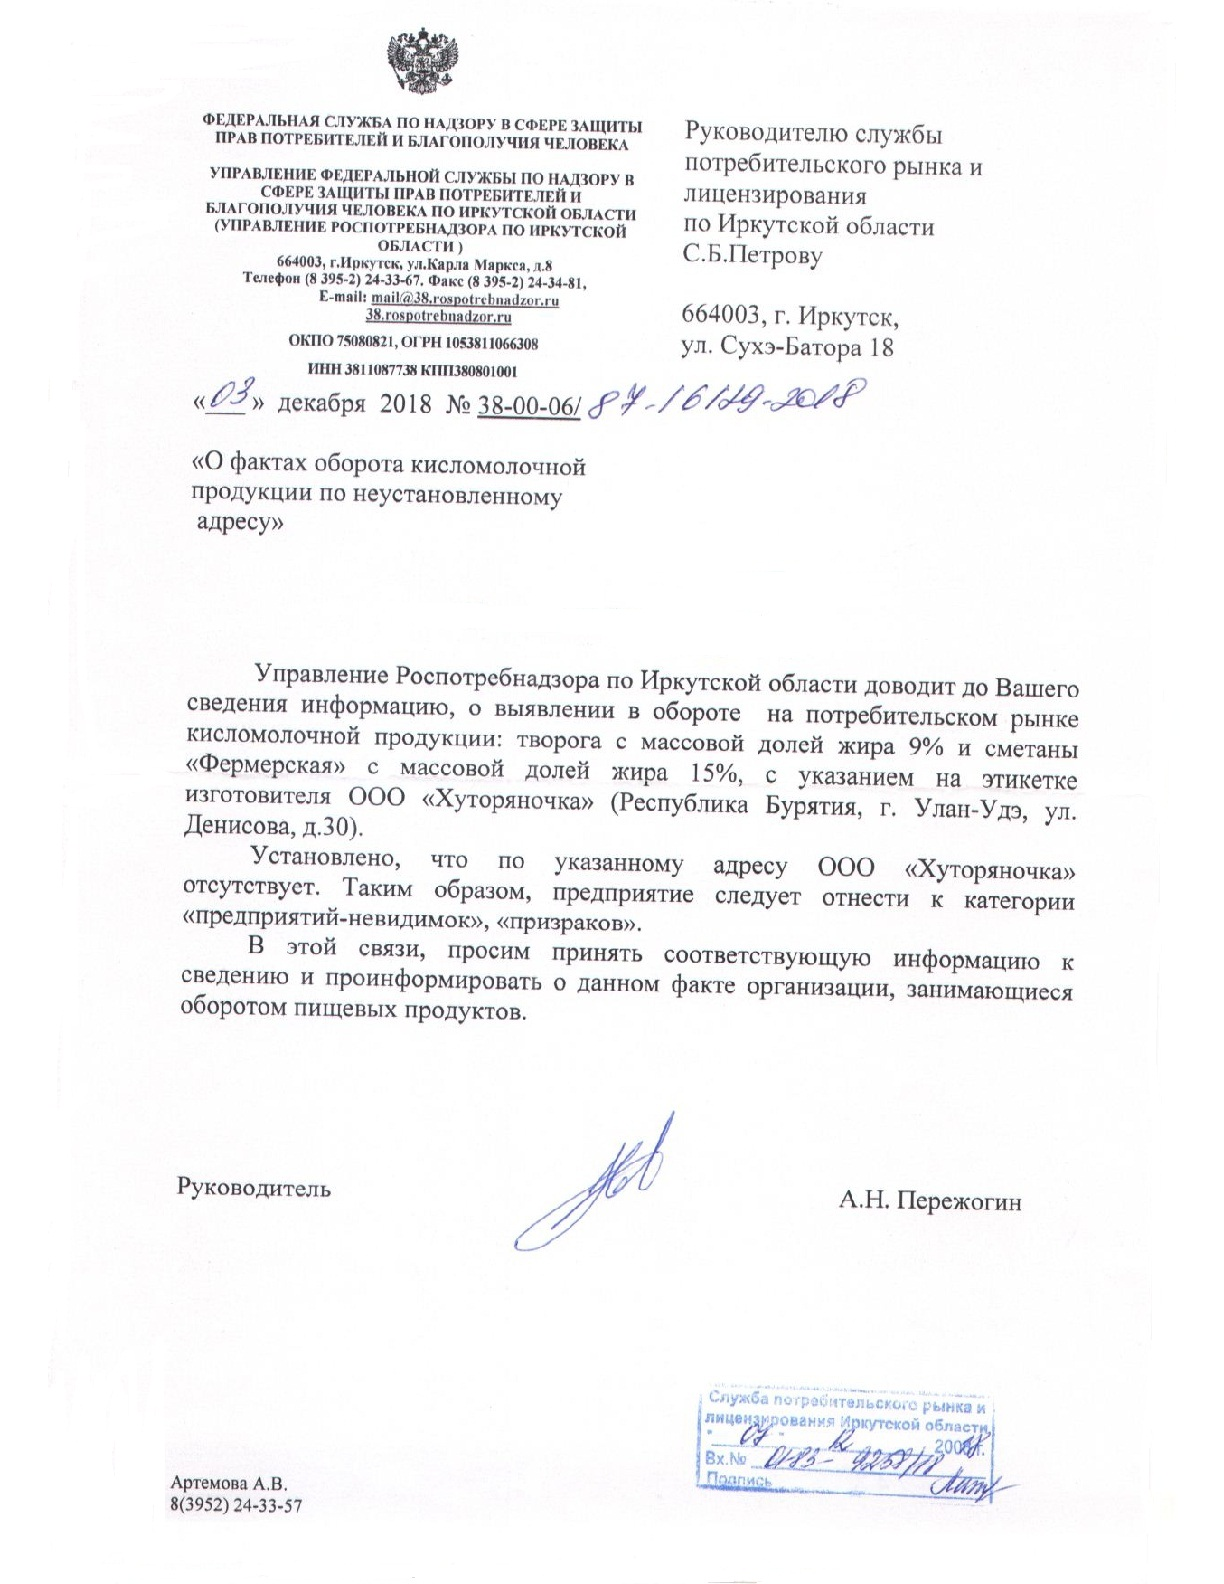 ФЕДЕРАЛЬНАЯ СЛУЖБА ПО НАДЗОРУ В СФЕРЕ ЗАЩИТЫ
ПРАВ ПОТРЕБИТЕЛЕЙ И БЛАГОПОЛУЧИЯ ЧЕЛОВЕКА
УПРАВЛЕНИЕ ФЕДЕРАЛЬНОЙ СЛУЖБЫ ПО НАДЗОРУ В
СФЕРЕ ЗАЩИТЫ ПРАВ ПОТРЕБИТЕЛЕЙ И
БЛАГОПОЛУЧИЯ ЧЕЛОВЕКА ПО ИРКУТСКОЙ ОБЛАСТИ
(УПРАВЛЕНИЕ РОСПОТРЕБНАДЗОРА ПО ИРКУТСКОЙ
ОБЛАСТИ )
664003, г.Иркутск, ул.Карла Маркса, д.8
Телефон (8 395-2) 24-33-67. Факс (8 395-2) 24-34-81,
E-mail: mail@38.rospotrebnadzor.ru
38.rospotrebnadzor.ru
ОКПО 75080821, ОГРН 1053811066308
ИНН 3811087738 КПП380801001
«03» декабря 2018 № 38-00-06/87-16179-2018
Руководителю службы
потребительского рынка и
лицензирования
по Иркутской области
С.Б.Петрову
664003, г. Иркутск,
ул. Сухэ-Батора 18
«О фактах оборота кисломолочной
продукции по неустановленному
адресу»
Управление Роспотребнадзора по Иркутской области доводит до Вашего
сведения информацию, о выявлении в обороте на потребительском рынке
кисломолочной продукции: творога с массовой долей жира 9% и сметаны
«Фермерская» с массовой долей жира 15%, с указанием на этикетке
изготовителя ООО «Хуторяночка» (Республика Бурятия, г. Улан-Удэ, ул.
Денисова, д.30).
Установлено, что по указанному адресу ООО «Хуторяночка»
отсутствует. Таким образом, предприятие следует отнести к категории
«предприятий-невидимок», «призраков».
В этой связи, просим принять соответствующую информацию к
сведению и проинформировать о данном факте организации, занимающиеся
оборотом пищевых продуктов.
Руководитель
А.Н. Пережогин
Служба потребительского рынка и
лицензирования Иркутской области
" 07 " 12 200 г.
Вх.№
Подпись
Артемова А.В.
8(3952) 24-33-57